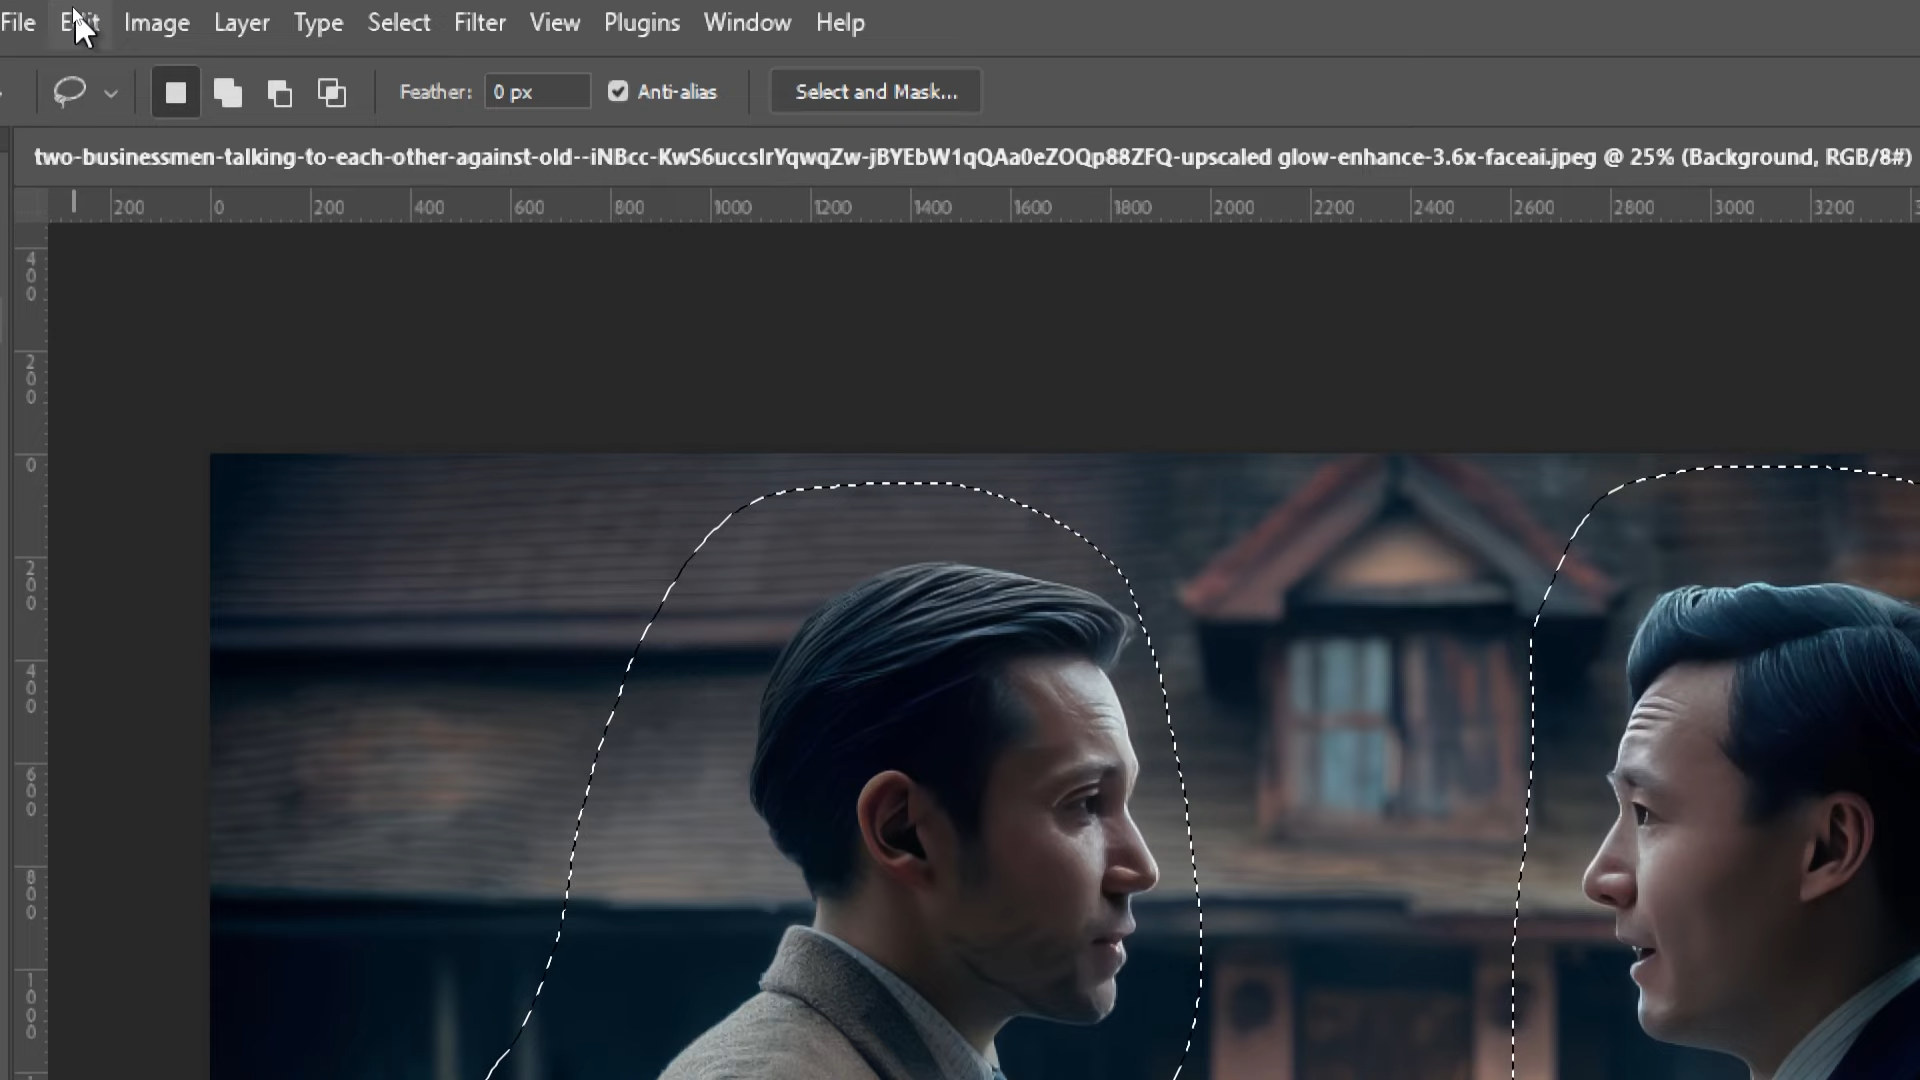 File Edit Image Layer Type Select Filter View Plugins Window Help
Feather: 0 px Anti-alias Select and Mask...
two-businessmen-talking-to-each-other-against-old--iNBcc-KwS6uccsIrYqwqZw-jBYEbW1qQAa0eZOQp88ZFQ-upscaled glow-enhance-3.6x-faceai.jpeg @ 25% (Background, RGB/8#)
200 0 200 400 600 800 1000 1200 1400 1600 1800 2000 2200 2400 2600 2800 3000 3200
400
200
0
200
400
600
800
1000